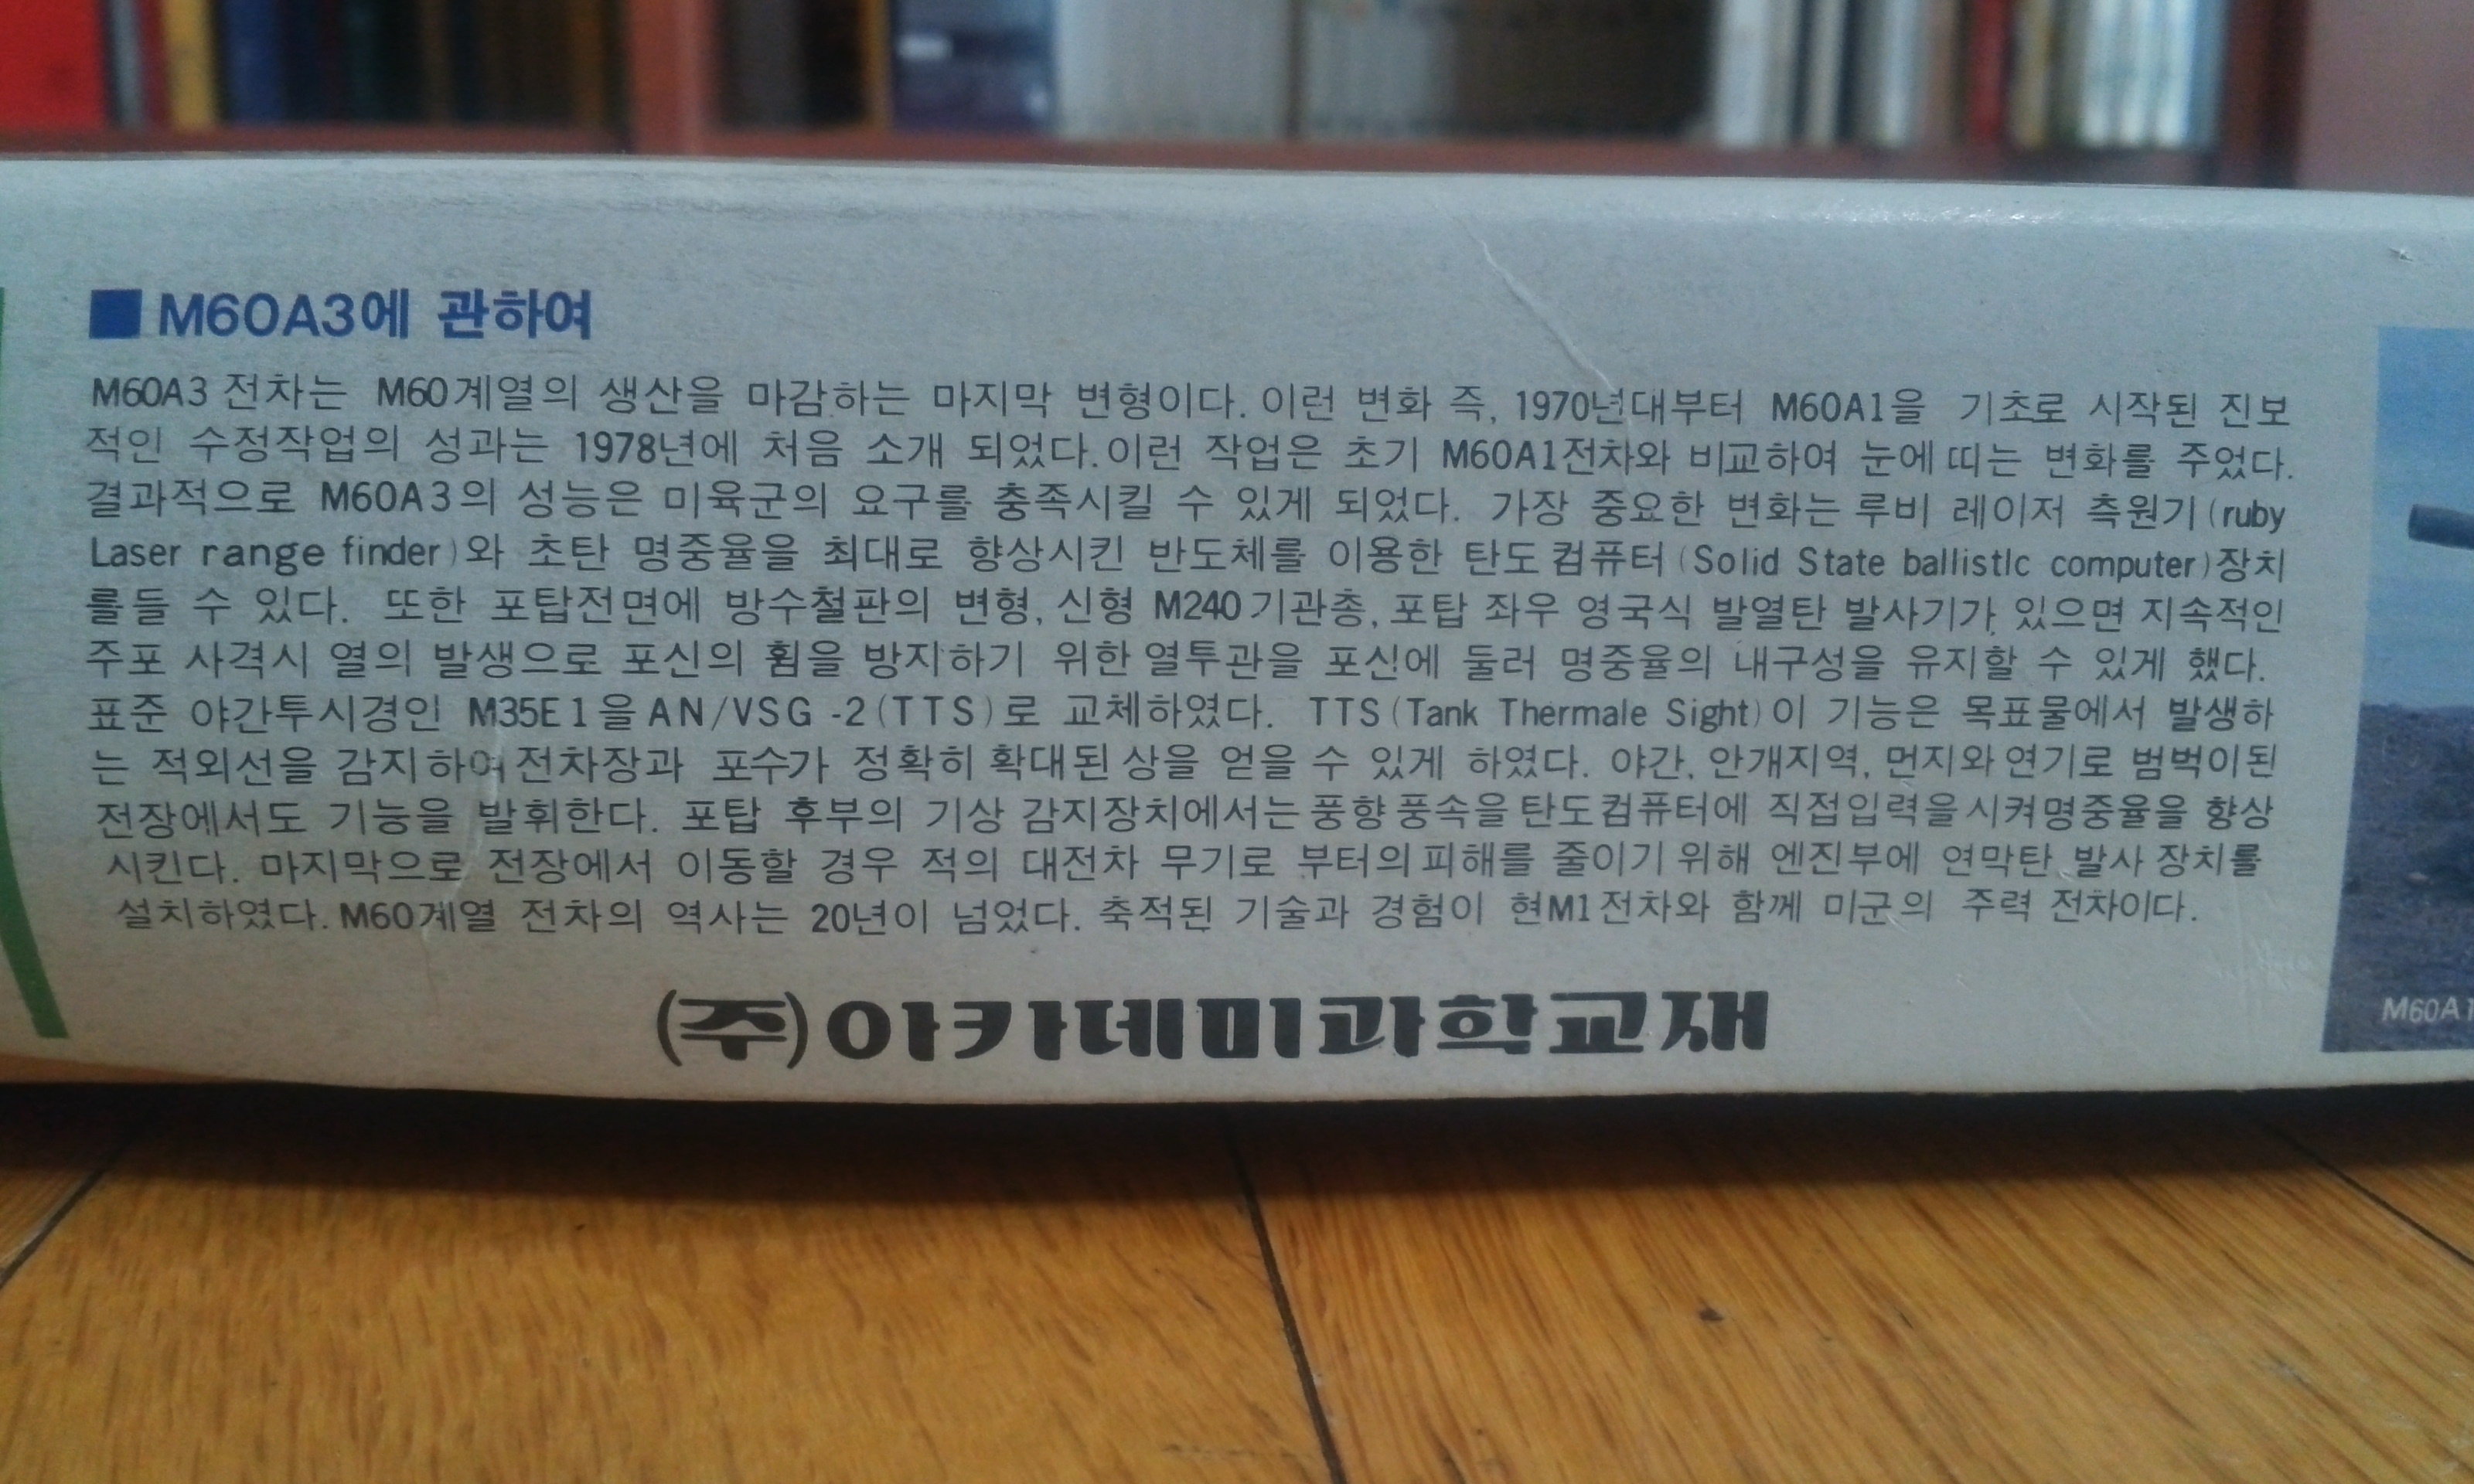 ■M60A3에 관하여
M60A3 전차는 M60계열의 생산을 마감하는 마지막 변형이다. 이런 변화 즉, 1970년대부터 M60A1을 기초로 시작된 진보
적인 수정작업의 성과는 1978년에 처음 소개 되었다. 이런 작업은 초기 M60A1전차와 비교하여 눈에 띠는 변화를 주었다.
결과적으로 M60A3의 성능은 미육군의 요구를 충족시킬 수 있게 되었다. 가장 중요한 변화는 루비 레이저 측원기(ruby
Laser range finder)와 초탄 명중율을 최대로 향상시킨 반도체를 이용한 탄도 컴퓨터(Solid State ballistlc computer)장치
를들 수 있다. 또한 포탑전면에 방수철판의 변형, 신형 M240기관총, 포탑 좌우 영국식 발열탄 발사기가 있으면 지속적인
주포 사격시 열의 발생으로 포신의 휨을 방지하기 위한 열투관을 포신에 둘러 명중율의 내구성을 유지할 수 있게 했다.
표준 야간투시경인 M35E1을AN/VSG -2(TTS)로 교체하였다. TTS(Tank Thermale Sight)이 기능은 목표물에서 발생하
는 적외선을 감지하여 전차장과 포수가 정확히 확대된 상을 얻을 수 있게 하였다. 야간, 안개지역, 먼지와 연기로 범벅이된
전장에서도 기능을 발휘한다. 포탑 후부의 기상 감지장치에서는 풍향 풍속을 탄도컴퓨터에 직접입력을시켜명중율을 향상
시킨다. 마지막으로 전장에서 이동할 경우 적의 대전차 무기로 부터의 피해를 줄이기 위해 엔진부에 연막탄 발사 장치를
설치하였다. M60계열 전차의 역사는 20년이 넘었다. 축적된 기술과 경험이 현M1전차와 함께 미군의 주력 전차이다.
(주)아카데미과학교재
M60A1